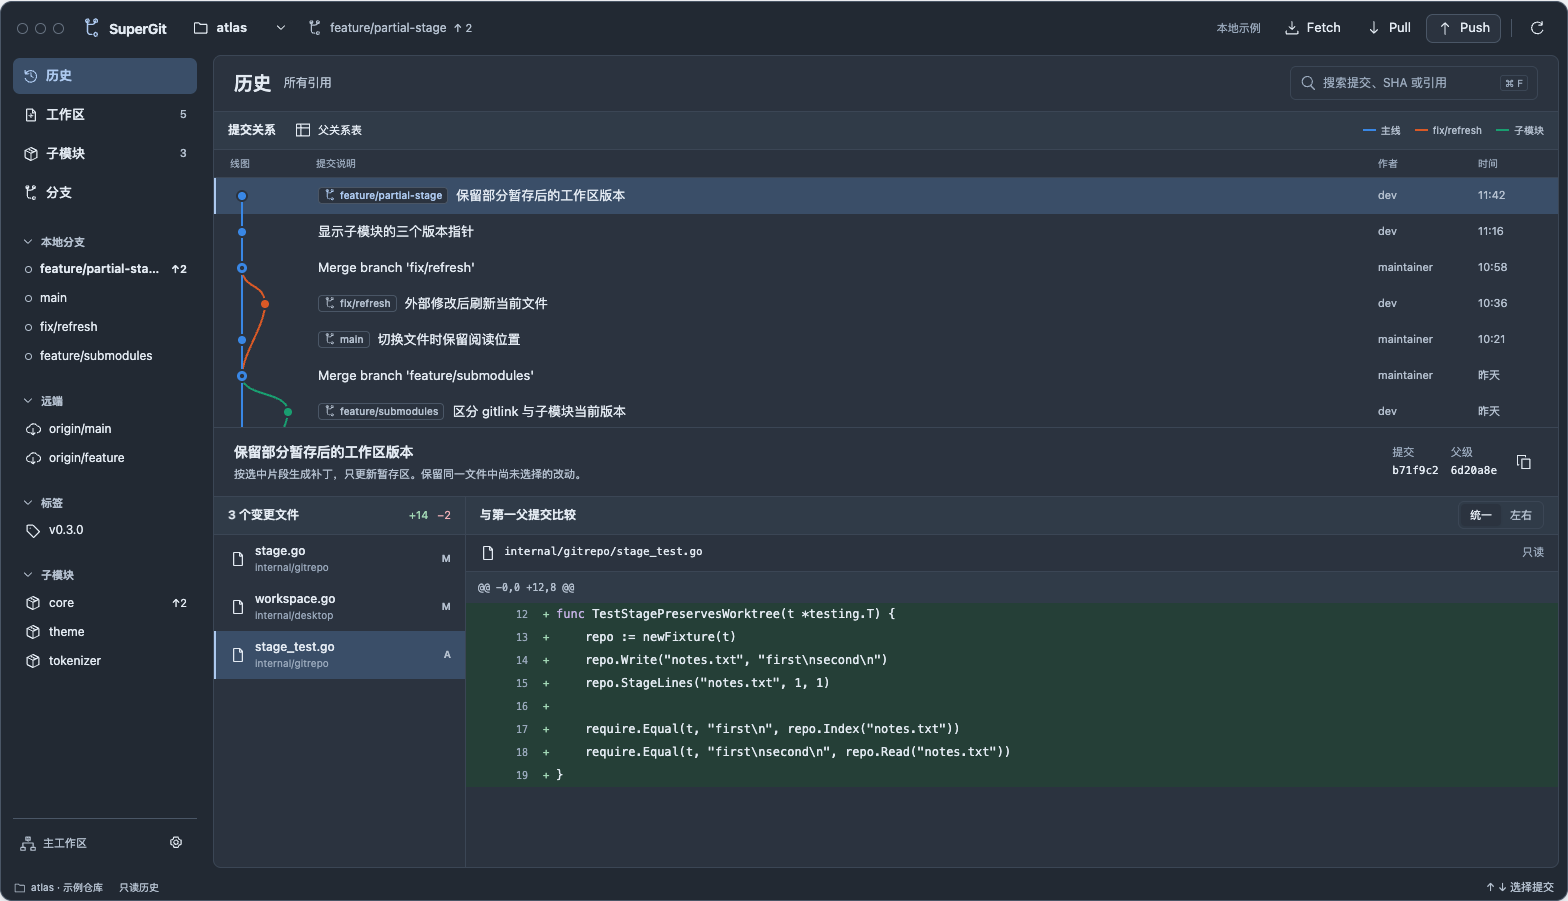 SuperGit
atlas
feature/partial-stage ↑ 2
本地示例
Fetch
Pull
Push
历史
工作区 5
子模块 3
分支
本地分支
feature/partial-sta... ↑2
main
fix/refresh
feature/submodules
远端
origin/main
origin/feature
标签
v0.3.0
子模块
core ↑2
theme
tokenizer
主工作区
历史 所有引用
搜索提交、SHA 或引用 ⌘ F
提交关系 父关系表
主线 fix/refresh 子模块
线图 提交说明 作者 时间
feature/partial-stage 保留部分暂存后的工作区版本 dev 11:42
显示子模块的三个版本指针 dev 11:16
Merge branch 'fix/refresh' maintainer 10:58
fix/refresh 外部修改后刷新当前文件 dev 10:36
main 切换文件时保留阅读位置 maintainer 10:21
Merge branch 'feature/submodules' maintainer 昨天
feature/submodules 区分 gitlink 与子模块当前版本 dev 昨天
保留部分暂存后的工作区版本
按选中片段生成补丁，只更新暂存区。保留同一文件中尚未选择的改动。
提交 父级
b71f9c2 6d20a8e
3 个变更文件 +14 −2
stage.go
internal/gitrepo
M
workspace.go
internal/desktop
M
stage_test.go
internal/gitrepo
A
与第一父提交比较
统一 左右
internal/gitrepo/stage_test.go 只读
@@ −0,0 +12,8 @@
12 + func TestStagePreservesWorktree(t *testing.T) {
13 +     repo := newFixture(t)
14 +     repo.Write("notes.txt", "first\nsecond\n")
15 +     repo.StageLines("notes.txt", 1, 1)
16 +
17 +     require.Equal(t, "first\n", repo.Index("notes.txt"))
18 +     require.Equal(t, "first\nsecond\n", repo.Read("notes.txt"))
19 + }
atlas · 示例仓库 只读历史
↑ ↓ 选择提交